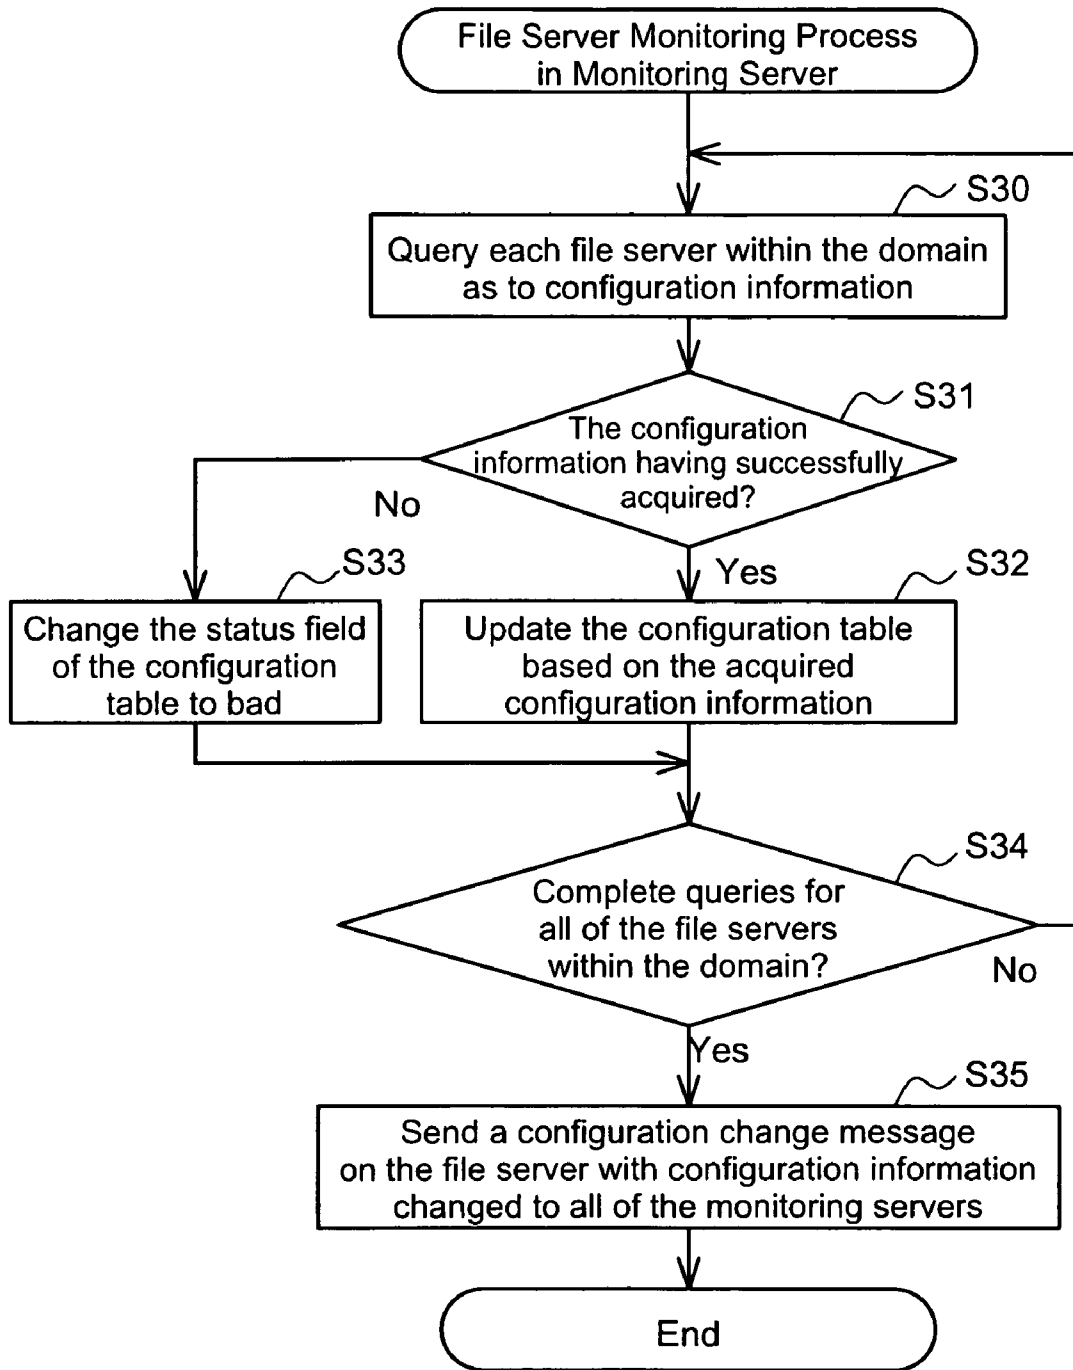 File Server Monitoring Process
in Monitoring Server
S30
Query each file server within the domain
as to configuration information
S31
The configuration
information having successfully
acquired?
No
Yes
S33
S32
Change the status field
of the configuration
table to bad
Update the configuration table
based on the acquired
configuration information
S34
Complete queries for
all of the file servers
within the domain?
No
Yes
S35
Send a configuration change message
on the file server with configuration information
changed to all of the monitoring servers
End